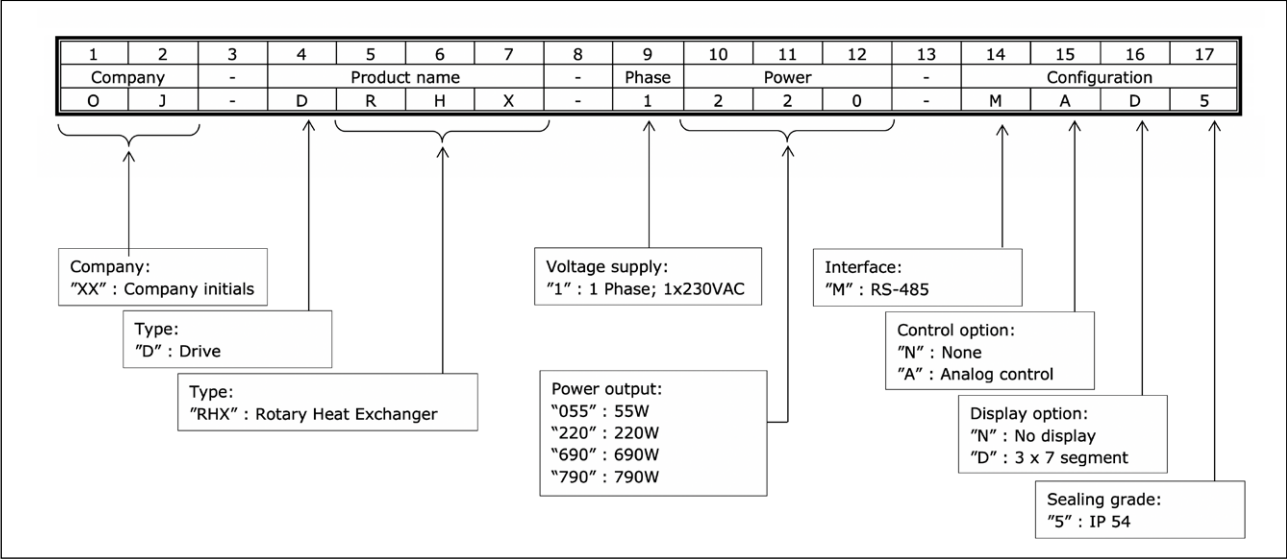 1 2 3 4 5 6 7 8 9 10 11 12 13 14 15 16 17
Company - Product name - Phase Power - Configuration
O J - D R H X - 1 2 2 0 - M A D 5
Company:
”XX” : Company initials
Type:
”D” : Drive
Type:
”RHX” : Rotary Heat Exchanger
Voltage supply:
”1” : 1 Phase; 1x230VAC
Power output:
“055” : 55W
“220” : 220W
“690” : 690W
“790” : 790W
Interface:
”M” : RS-485
Control option:
”N” : None
”A” : Analog control
Display option:
”N” : No display
”D” : 3 x 7 segment
Sealing grade:
”5” : IP 54